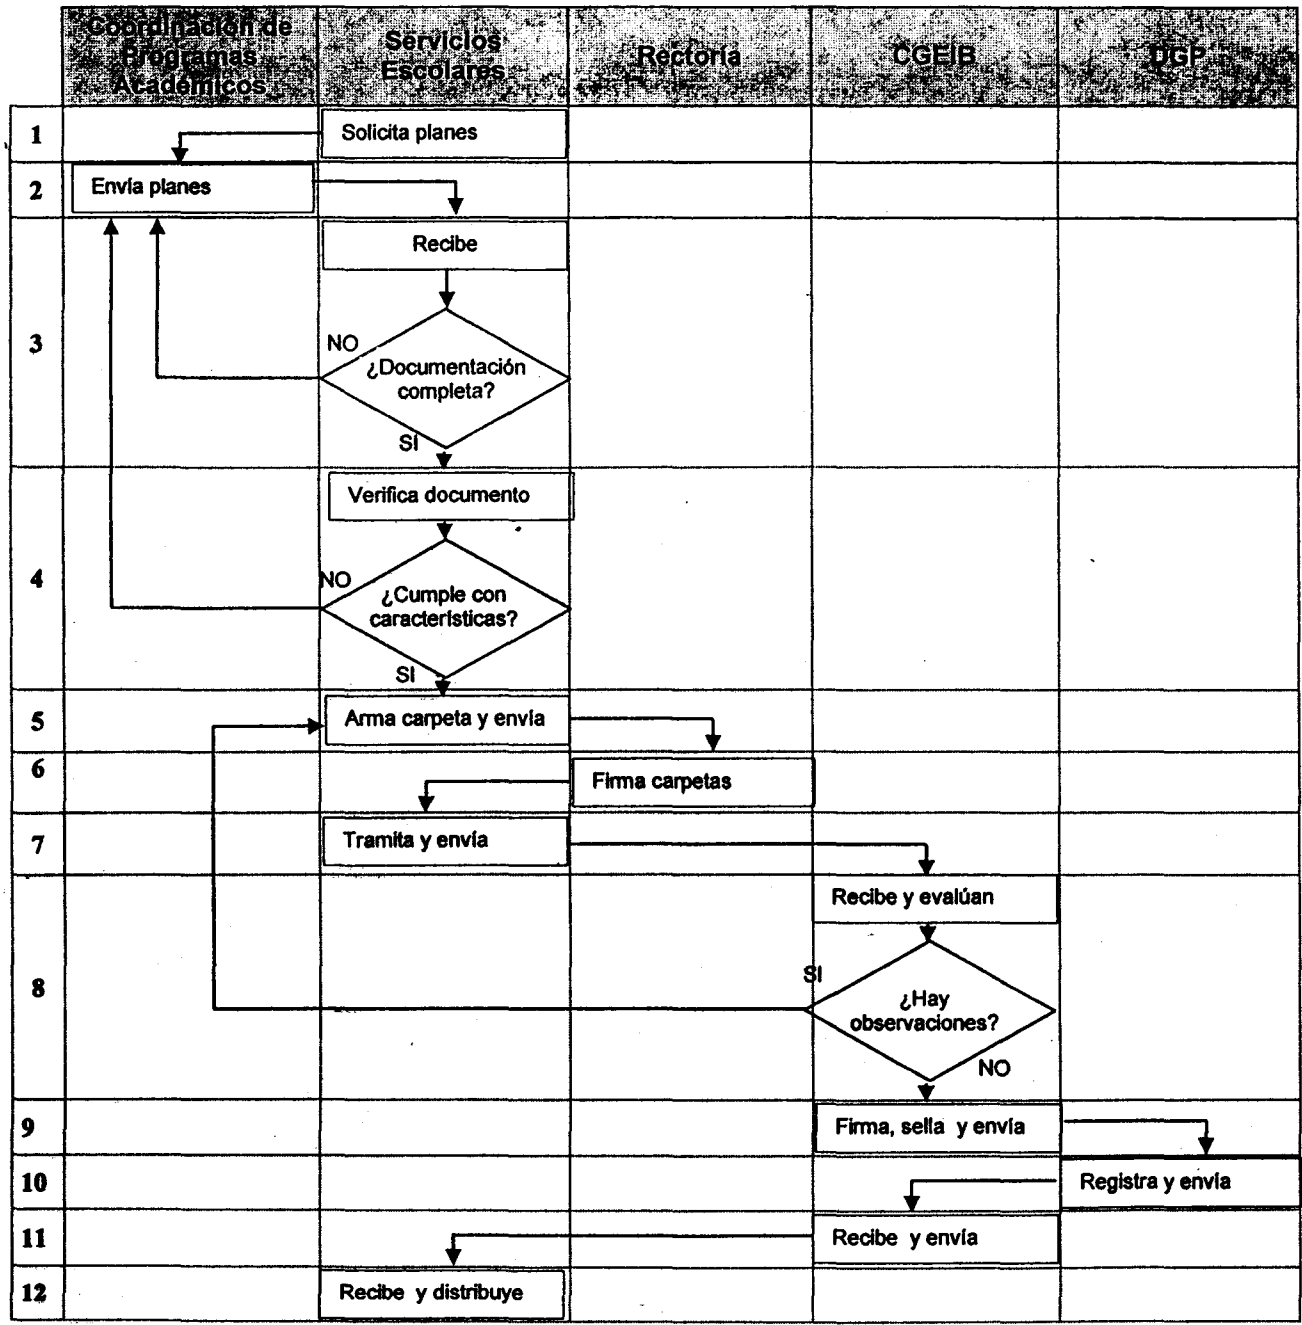 Coordinación de
Programas
Académicos
Servicios
Escolares
Rectoría
CGEIB
DGP
1
Solicita planes
2
Envía planes
Recibe
3
NO
¿Documentación
completa?
SÍ
Verifica documento
4
NO
¿Cumple con
características?
SI
5
Arma carpeta y envía
6
Firma carpetas
7
Tramita y envía
Recibe y evalúan
8
SI
¿Hay
observaciones?
NO
9
Firma, sella y envía
10
Registra y envía
11
Recibe y envía
12
Recibe y distribuye